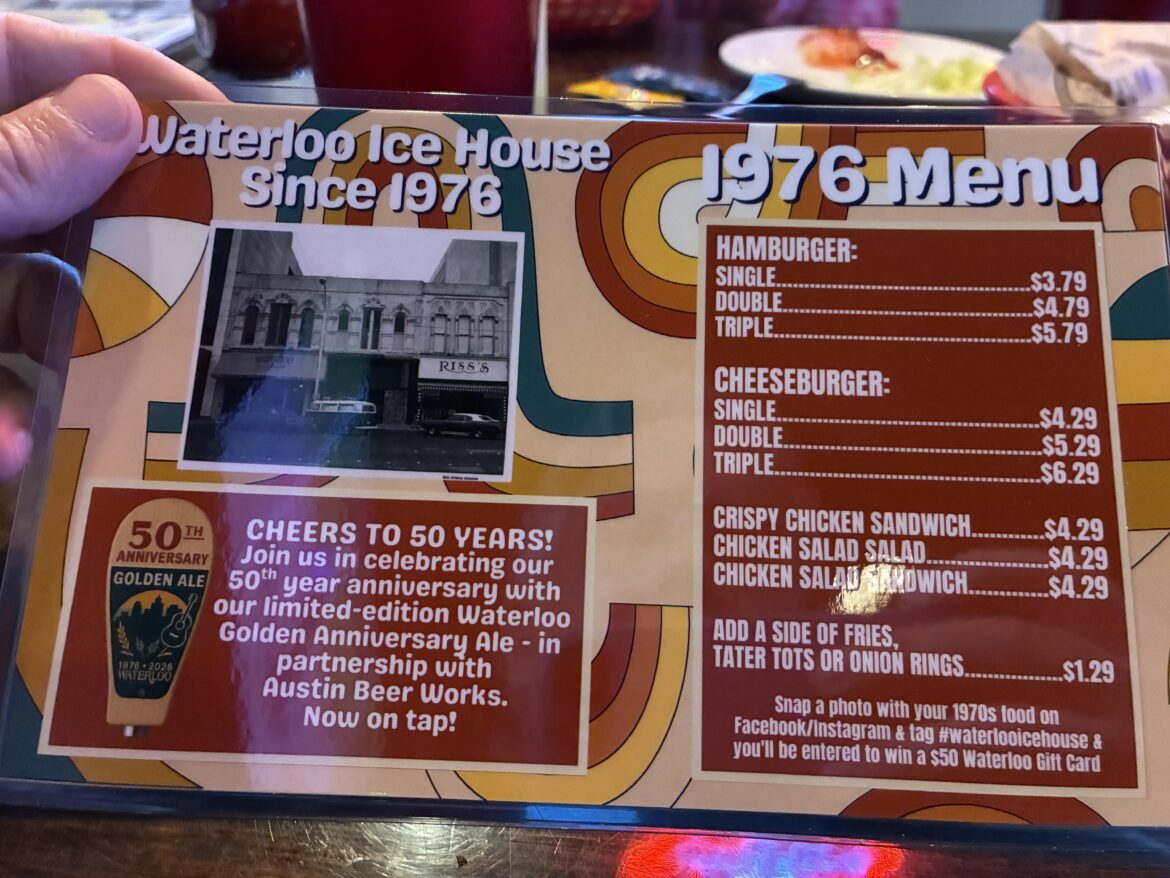 Waterloo Ice House
Since 1976
RISS'S
50TH
ANNIVERSARY
GOLDEN ALE
1976 • 2026
WATERLOO
CHEERS TO 50 YEARS!
Join us in celebrating our
50th year anniversary with
our limited-edition Waterloo
Golden Anniversary Ale - in
partnership with
Austin Beer Works.
Now on tap!
1976 Menu
HAMBURGER:
SINGLE...............................................$3.79
DOUBLE..............................................$4.79
TRIPLE................................................$5.79
CHEESEBURGER:
SINGLE.................................................$4.29
DOUBLE................................................$5.29
TRIPLE..................................................$6.29
CRISPY CHICKEN SANDWICH............$4.29
CHICKEN SALAD SALAD....................$4.29
CHICKEN SALAD SANDWICH.............$4.29
ADD A SIDE OF FRIES,
TATER TOTS OR ONION RINGS.................$1.29
Snap a photo with your 1970s food on
Facebook/Instagram & tag #waterlooicehouse &
you'll be entered to win a $50 Waterloo Gift Card